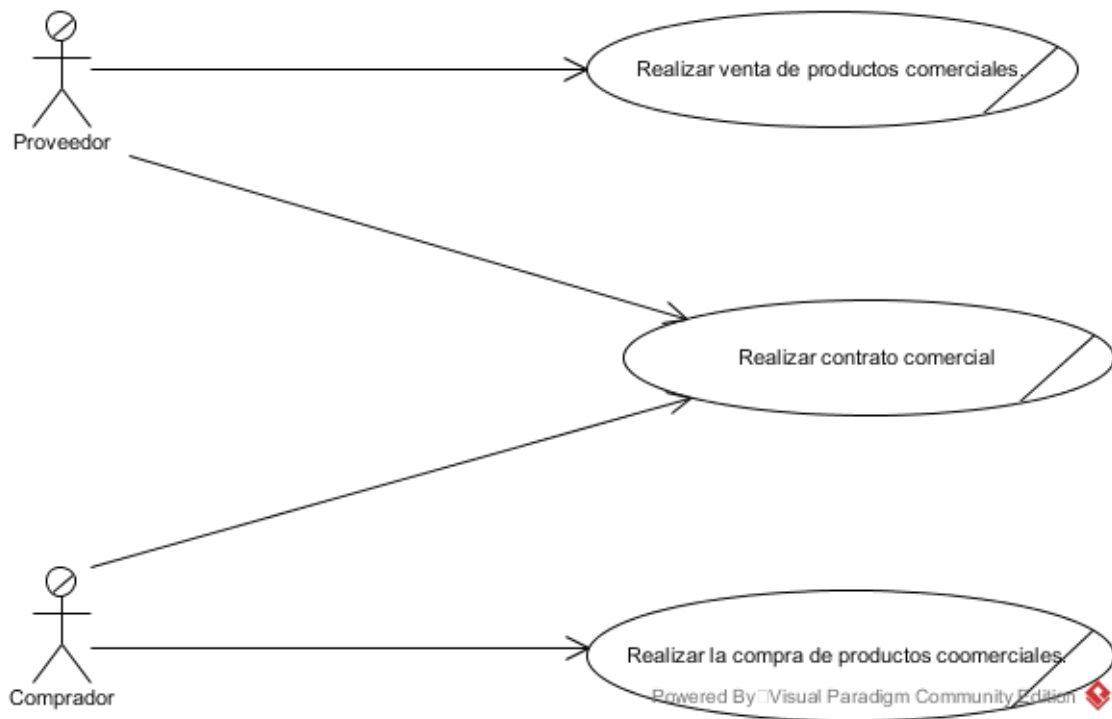 Realizar venta de productos comerciales.
Proveedor
Realizar contrato comercial
Realizar la compra de productos coomerciales.
Comprador
Powered By Visual Paradigm Community Edition